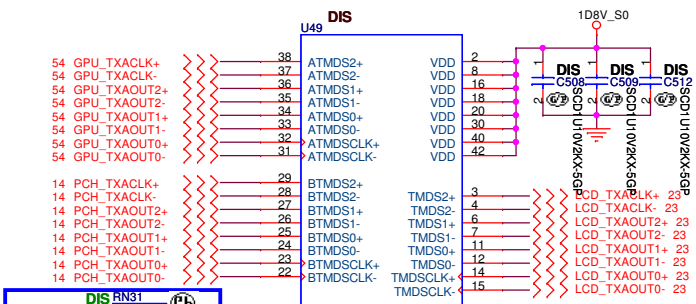 DIS
U49
1D8V_S0
54 GPU_TXACLK+ 38 ATMDS2+ VDD 2
54 GPU_TXACLK- 37 ATMDS2- VDD 8
54 GPU_TXAOUT2+ 36 ATMDS1+ VDD 16
54 GPU_TXAOUT2- 35 ATMDS1- VDD 18
54 GPU_TXAOUT1+ 34 ATMDS0+ VDD 20
54 GPU_TXAOUT1- 33 ATMDS0- VDD 30
54 GPU_TXAOUT0+ 32 ATMDSCLK+ VDD 40
54 GPU_TXAOUT0- 31 ATMDSCLK- VDD 42
1 DIS C508 2 SCD1U10V2KX-5GP
1 DIS C509 2 SCD1U10V2KX-5GP
1 DIS C512 2 SCD1U10V2KX-5GP
14 PCH_TXACLK+ 29 BTMDS2+
14 PCH_TXACLK- 28 BTMDS2- TMDS2+ 3 LCD_TXACLK+ 23
14 PCH_TXAOUT2+ 27 BTMDS1+ TMDS2- 4 LCD_TXACLK- 23
14 PCH_TXAOUT2- 26 BTMDS1- TMDS1+ 6 LCD_TXAOUT2+ 23
14 PCH_TXAOUT1+ 25 BTMDS0+ TMDS1- 7 LCD_TXAOUT2- 23
14 PCH_TXAOUT1- 24 BTMDS0- TMDS0+ 11 LCD_TXAOUT1+ 23
14 PCH_TXAOUT0+ 23 BTMDSCLK+ TMDS0- 12 LCD_TXAOUT1- 23
14 PCH_TXAOUT0- 22 BTMDSCLK- TMDSCLK+ 14 LCD_TXAOUT0+ 23
TMDSCLK- 15 LCD_TXAOUT0- 23
DIS RN31